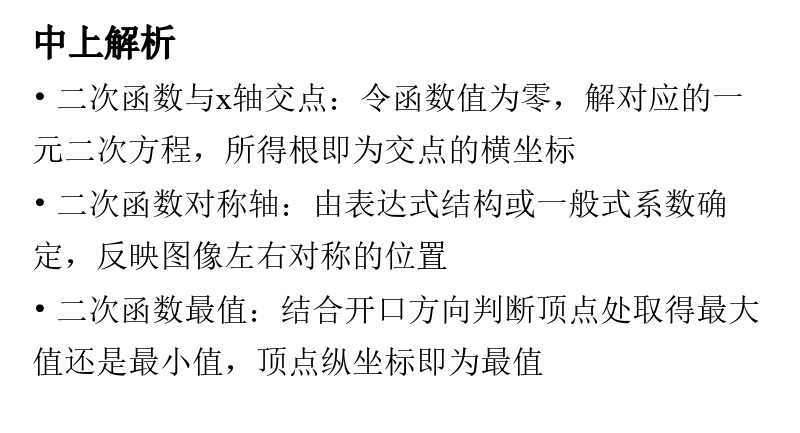 中上解析
• 二次函数与x轴交点：令函数值为零，解对应的一
元二次方程，所得根即为交点的横坐标
• 二次函数对称轴：由表达式结构或一般式系数确
定，反映图像左右对称的位置
• 二次函数最值：结合开口方向判断顶点处取得最大
值还是最小值，顶点纵坐标即为最值